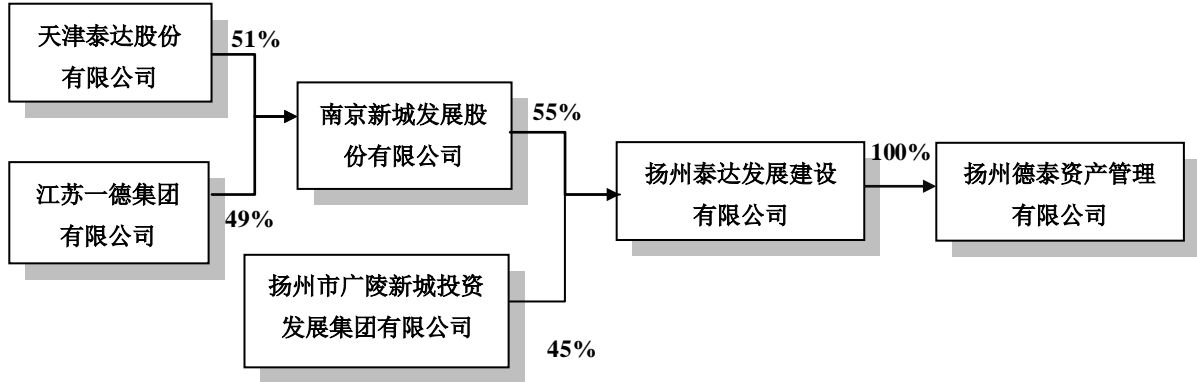 天津泰达股份
有限公司
51%
江苏一德集团
有限公司
49%
南京新城发展股
份有限公司
55%
扬州市广陵新城投资
发展集团有限公司
45%
扬州泰达发展建设
有限公司
100%
扬州德泰资产管理
有限公司